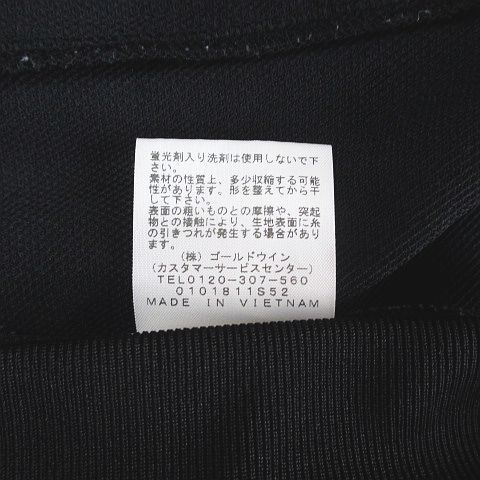 蛍光剤入り洗剤は使用しないで下
さい。
素材の性質上、多少収縮する可能
性があります。形を整えてから干
して下さい。
表面の粗いものとの摩擦や、突起
物との接触により、生地表面に糸
の引きつれが発生する場合があり
ます。
(株) ゴールドウイン
(カスタマーサービスセンター)
TEL0120-307-560
0101811S52
MADE IN VIETNAM